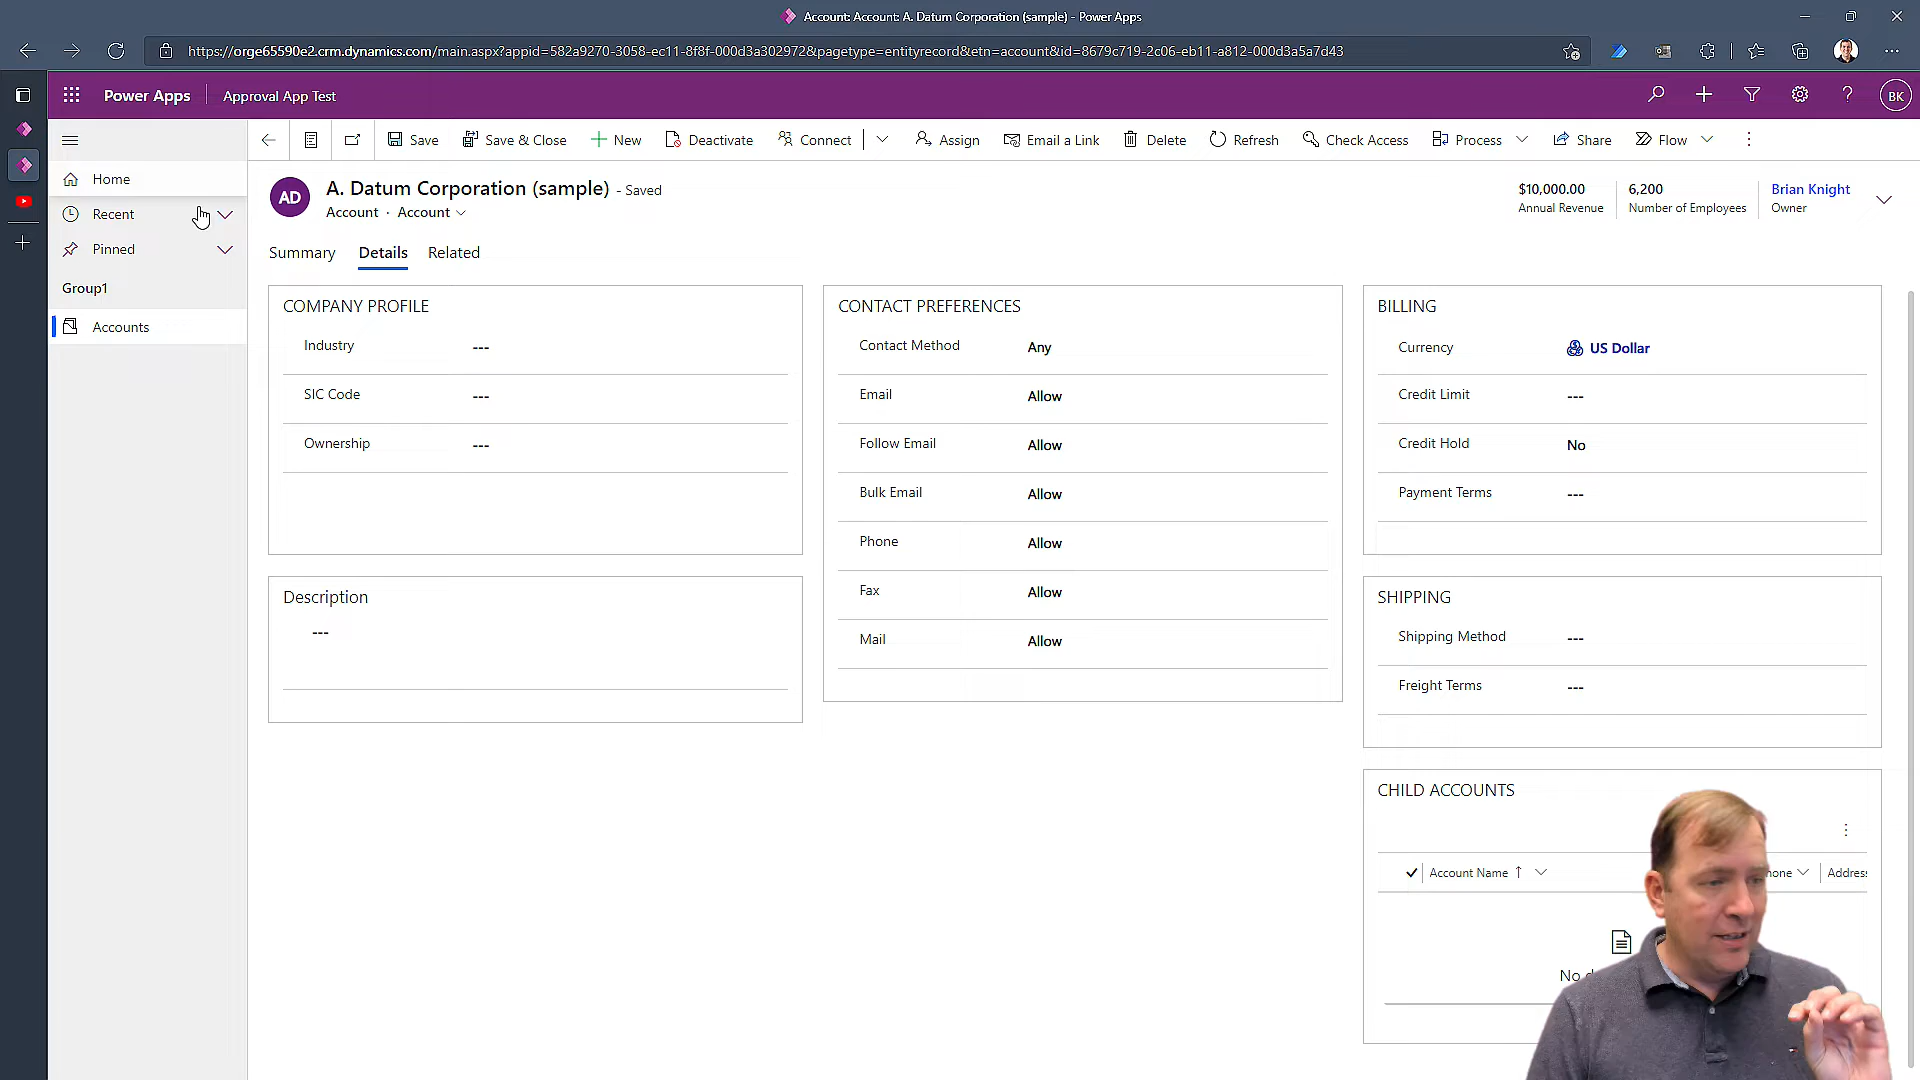 Account: Account: A. Datum Corporation (sample) - Power Apps
https://orge65590e2.crm.dynamics.com/main.aspx?appid=582a9270-3058-ec11-8f8f-000d3a302972&pagetype=entityrecord&etn=account&id=8679c719-2c06-eb11-a812-000d3a5a7d43
Power Apps
Approval App Test
BK
Save
Save & Close
New
Deactivate
Connect
Assign
Email a Link
Delete
Refresh
Check Access
Process
Share
Flow
Home
Recent
Pinned
Group1
Accounts
AD
A. Datum Corporation (sample) - Saved
Account · Account
$10,000.00
Annual Revenue
6,200
Number of Employees
Brian Knight
Owner
Summary
Details
Related
COMPANY PROFILE
Industry ---
SIC Code ---
Ownership ---
Description
---
CONTACT PREFERENCES
Contact Method Any
Email Allow
Follow Email Allow
Bulk Email Allow
Phone Allow
Fax Allow
Mail Allow
BILLING
Currency US Dollar
Credit Limit ---
Credit Hold No
Payment Terms ---
SHIPPING
Shipping Method ---
Freight Terms ---
CHILD ACCOUNTS
Account Name ↑
No